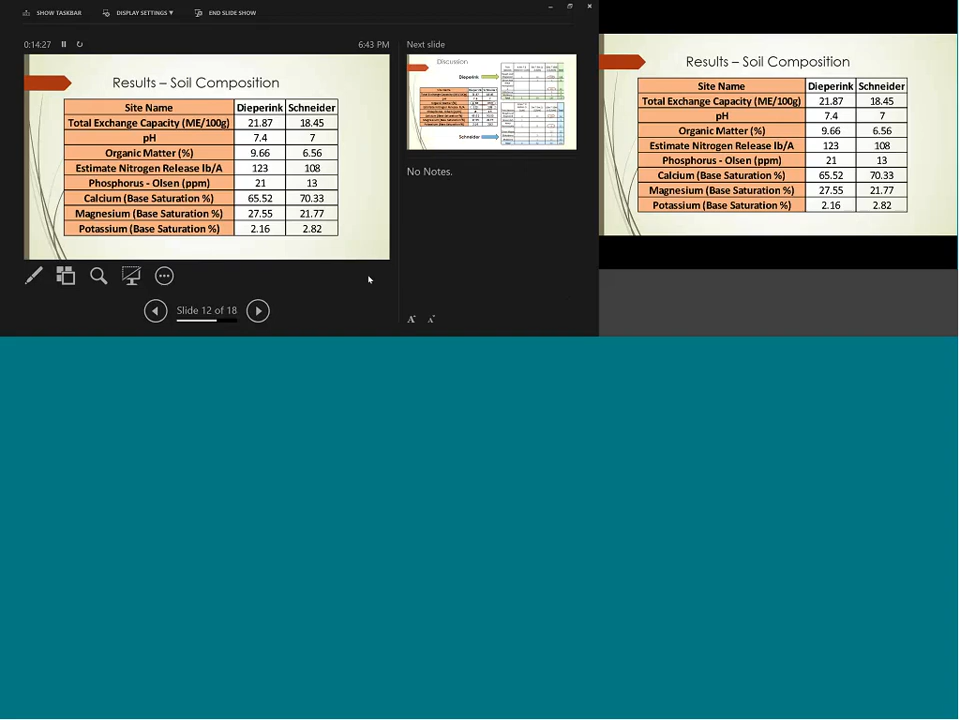 SHOW TASKBAR DISPLAY SETTINGS ▼ END SLIDE SHOW
0:14:27 6:43 PM
Results – Soil Composition
Site Name Dieperink Schneider
Total Exchange Capacity (ME/100g) 21.87 18.45
pH 7.4 7
Organic Matter (%) 9.66 6.56
Estimate Nitrogen Release lb/A 123 108
Phosphorus - Olsen (ppm) 21 13
Calcium (Base Saturation %) 65.52 70.33
Magnesium (Base Saturation %) 27.55 21.77
Potassium (Base Saturation %) 2.16 2.82
Slide 12 of 18
Next slide
Discussion
Dieperink
Schneider
No Notes.
A A
Results – Soil Composition
Site Name Dieperink Schneider
Total Exchange Capacity (ME/100g) 21.87 18.45
pH 7.4 7
Organic Matter (%) 9.66 6.56
Estimate Nitrogen Release lb/A 123 108
Phosphorus - Olsen (ppm) 21 13
Calcium (Base Saturation %) 65.52 70.33
Magnesium (Base Saturation %) 27.55 21.77
Potassium (Base Saturation %) 2.16 2.82